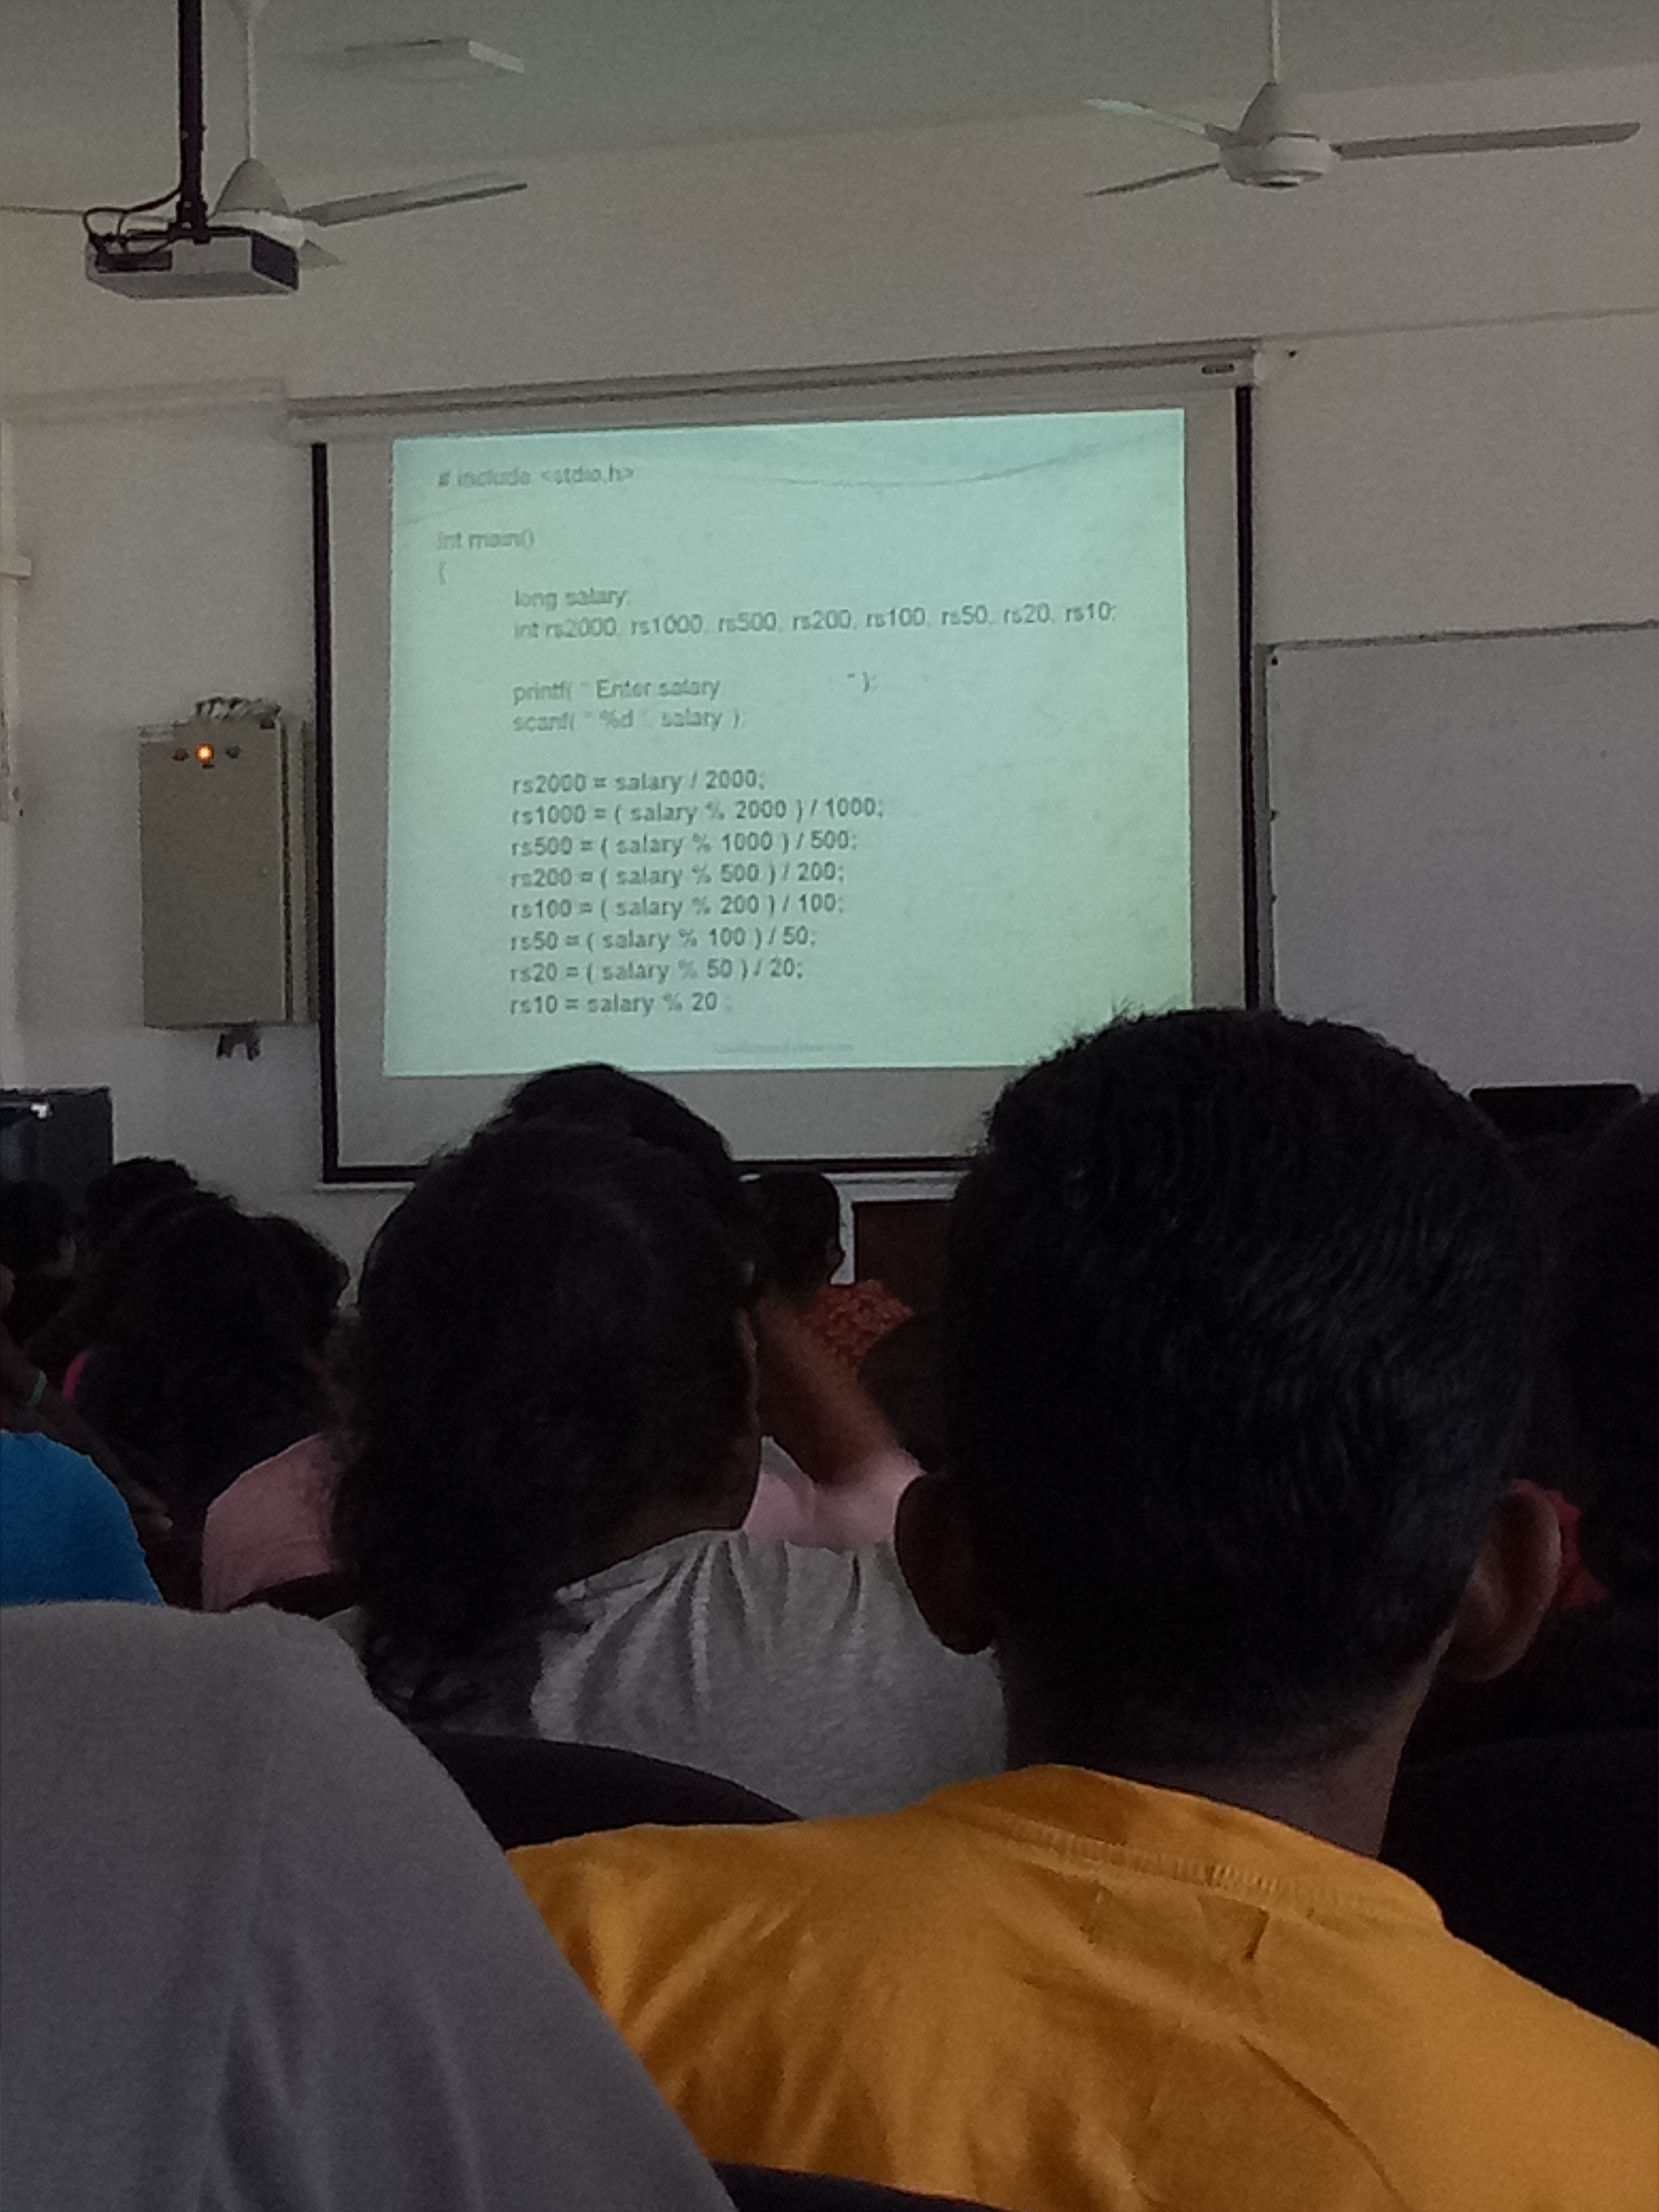 # include <stdio.h>
int main()
{
long salary;
int rs2000, rs1000, rs500, rs200, rs100, rs50, rs20, rs10;
printf( " Enter salary : " );
scanf( " %d ", salary );
rs2000 = salary / 2000;
rs1000 = ( salary % 2000 ) / 1000;
rs500 = ( salary % 1000 ) / 500;
rs200 = ( salary % 500 ) / 200;
rs100 = ( salary % 200 ) / 100;
rs50 = ( salary % 100 ) / 50;
rs20 = ( salary % 50 ) / 20;
rs10 = salary % 20 ;